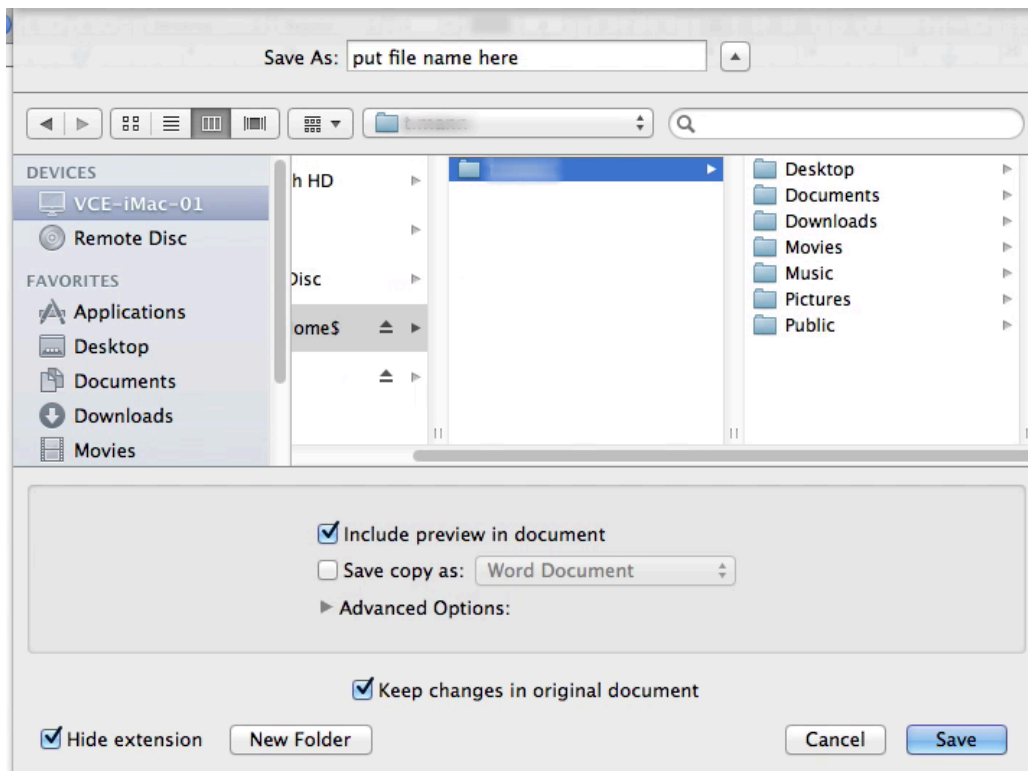 Save As: put file name here
DEVICES
VCE-iMac-01
Remote Disc
FAVORITES
Applications
Desktop
Documents
Downloads
Movies
h HD
Disc
ome$
Desktop
Documents
Downloads
Movies
Music
Pictures
Public
Include preview in document
Save copy as: Word Document
Advanced Options:
Keep changes in original document
Hide extension New Folder Cancel Save